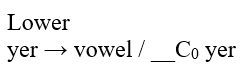 Lower
yer → vowel / __C₀ yer